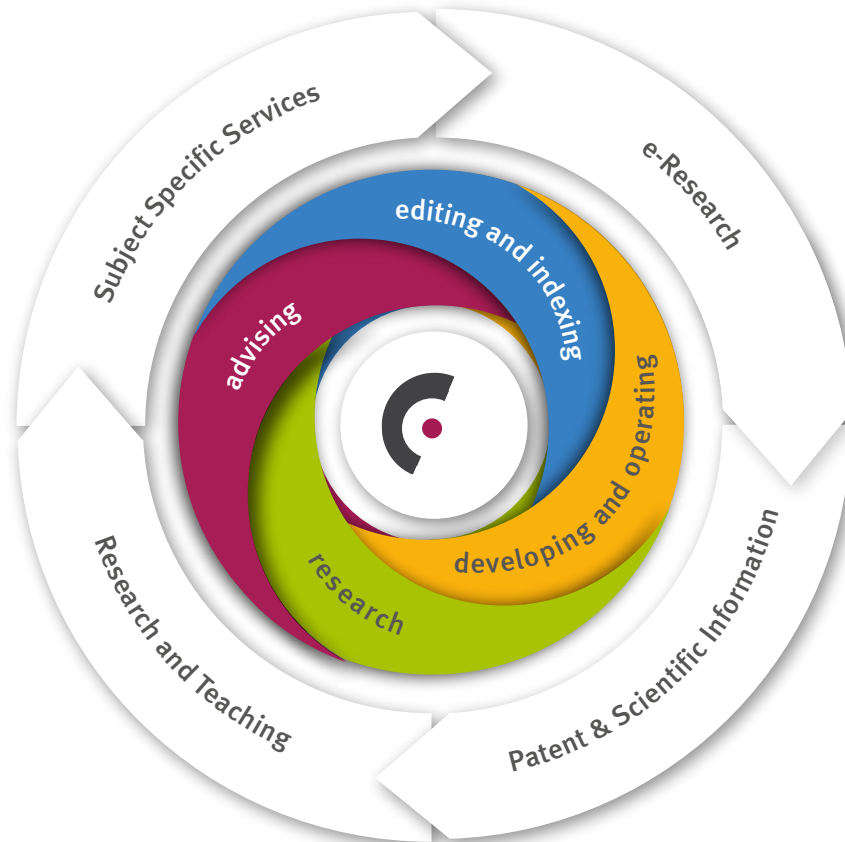 Subject Specific Services
e-Research
Patent & Scientific Information
Research and Teaching
editing and indexing
developing and operating
research
advising